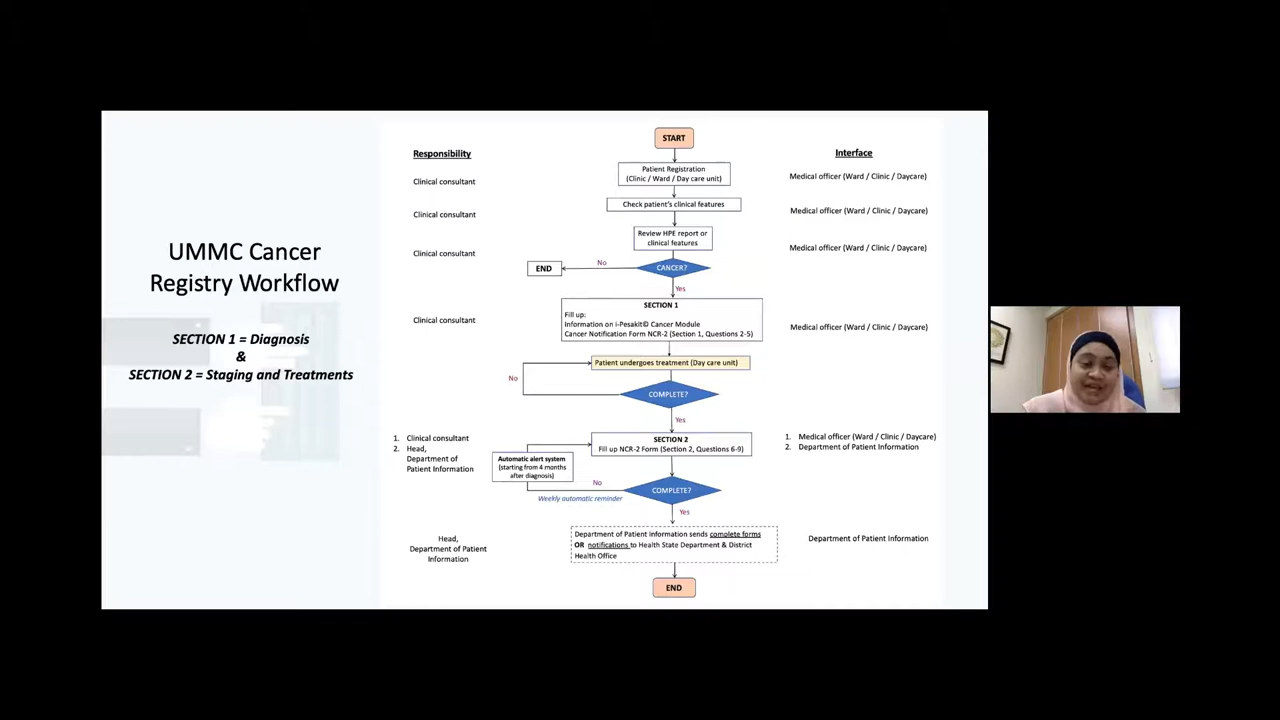 UMMC Cancer
Registry Workflow
SECTION 1 = Diagnosis
&
SECTION 2 = Staging and Treatments
Responsibility
Clinical consultant
Clinical consultant
Clinical consultant
Clinical consultant
1. Clinical consultant
2. Head,
Department of
Patient Information
Head,
Department of Patient
Information
START
Patient Registration
(Clinic / Ward / Day care unit)
Check patient's clinical features
Review HPE report or
clinical features
CANCER?
No
END
Yes
SECTION 1
Fill up:
Information on i-Pesakit© Cancer Module
Cancer Notification Form NCR-2 (Section 1, Questions 2-5)
Patient undergoes treatment (Day care unit)
No
COMPLETE?
Yes
SECTION 2
Fill up NCR-2 Form (Section 2, Questions 6-9)
Automatic alert system
(starting from 4 months
after diagnosis)
No
Weekly automatic reminder
COMPLETE?
Yes
Department of Patient Information sends complete forms
OR notifications to Health State Department & District
Health Office
END
Interface
Medical officer (Ward / Clinic / Daycare)
Medical officer (Ward / Clinic / Daycare)
Medical officer (Ward / Clinic / Daycare)
Medical officer (Ward / Clinic / Daycare)
1. Medical officer (Ward / Clinic / Daycare)
2. Department of Patient Information
Department of Patient Information